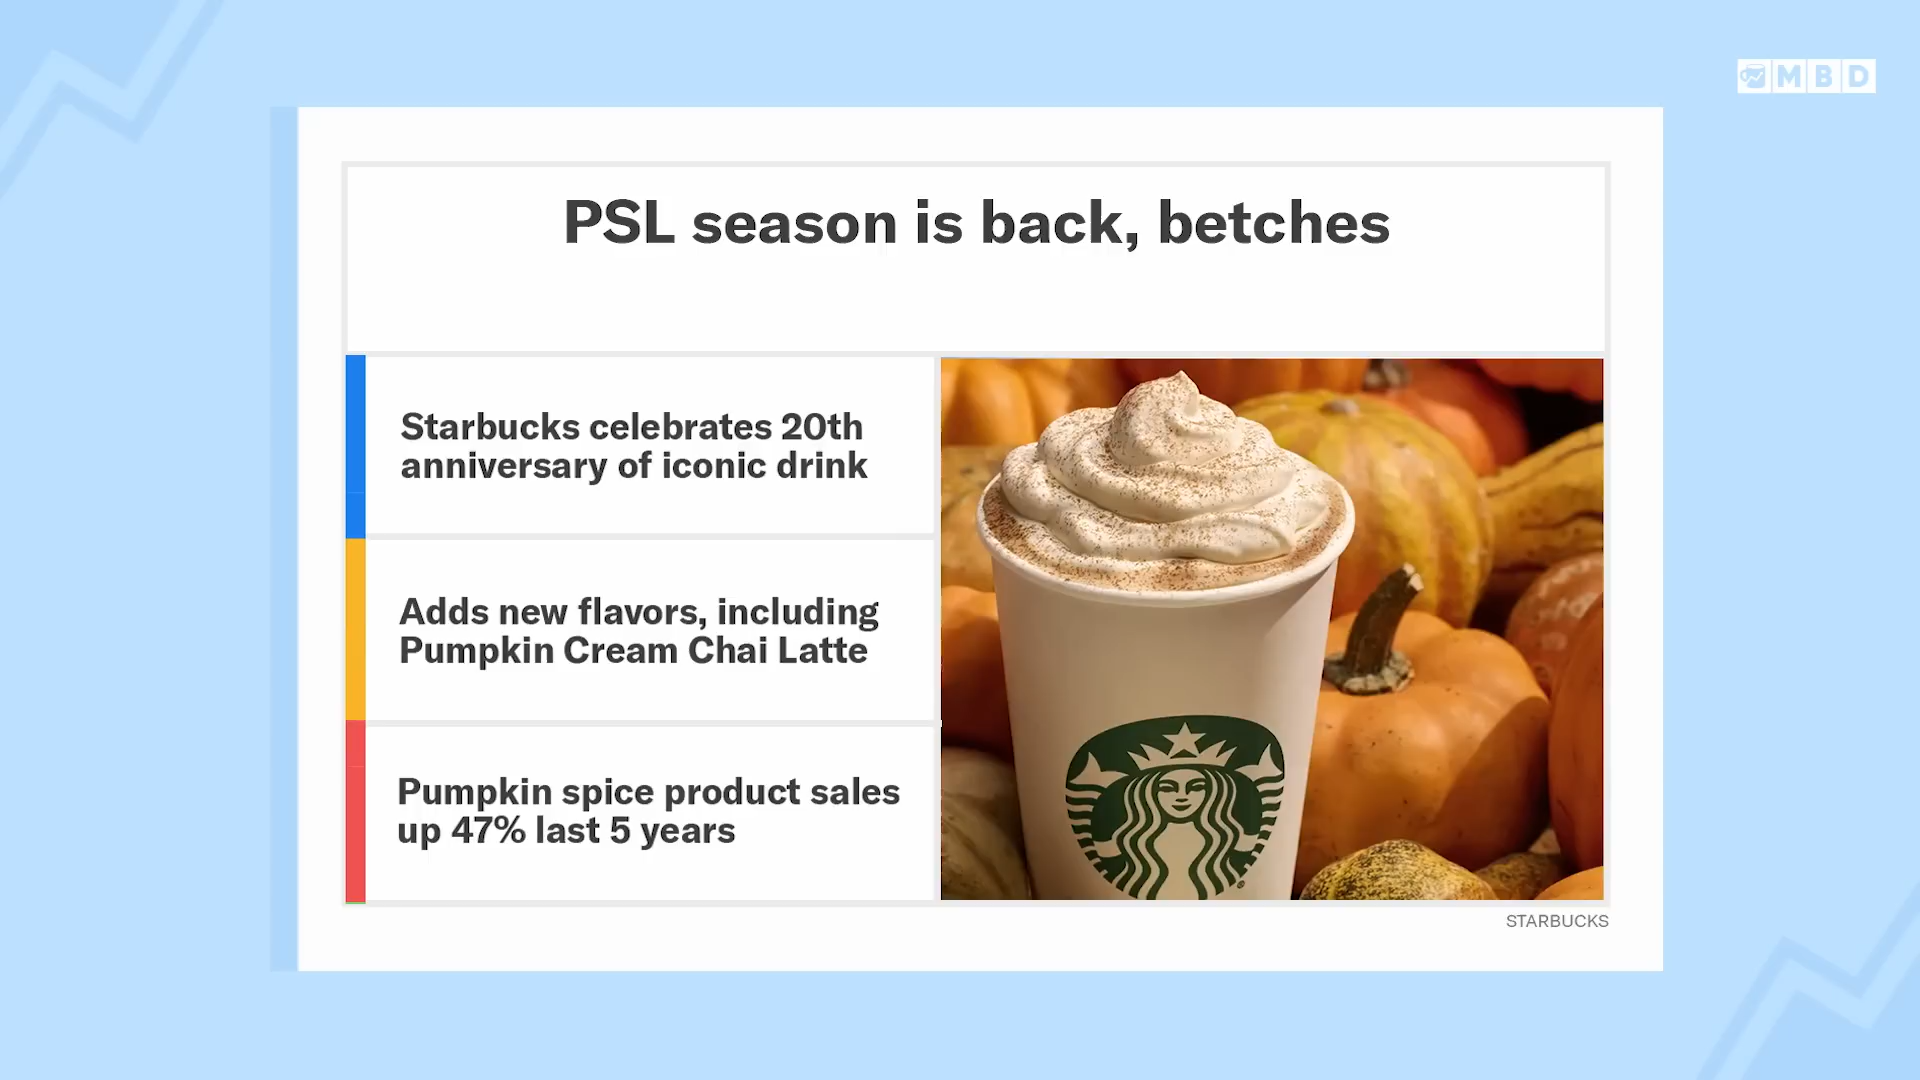 MBD
PSL season is back, betches
Starbucks celebrates 20th
anniversary of iconic drink
Adds new flavors, including
Pumpkin Cream Chai Latte
Pumpkin spice product sales
up 47% last 5 years
STARBUCKS